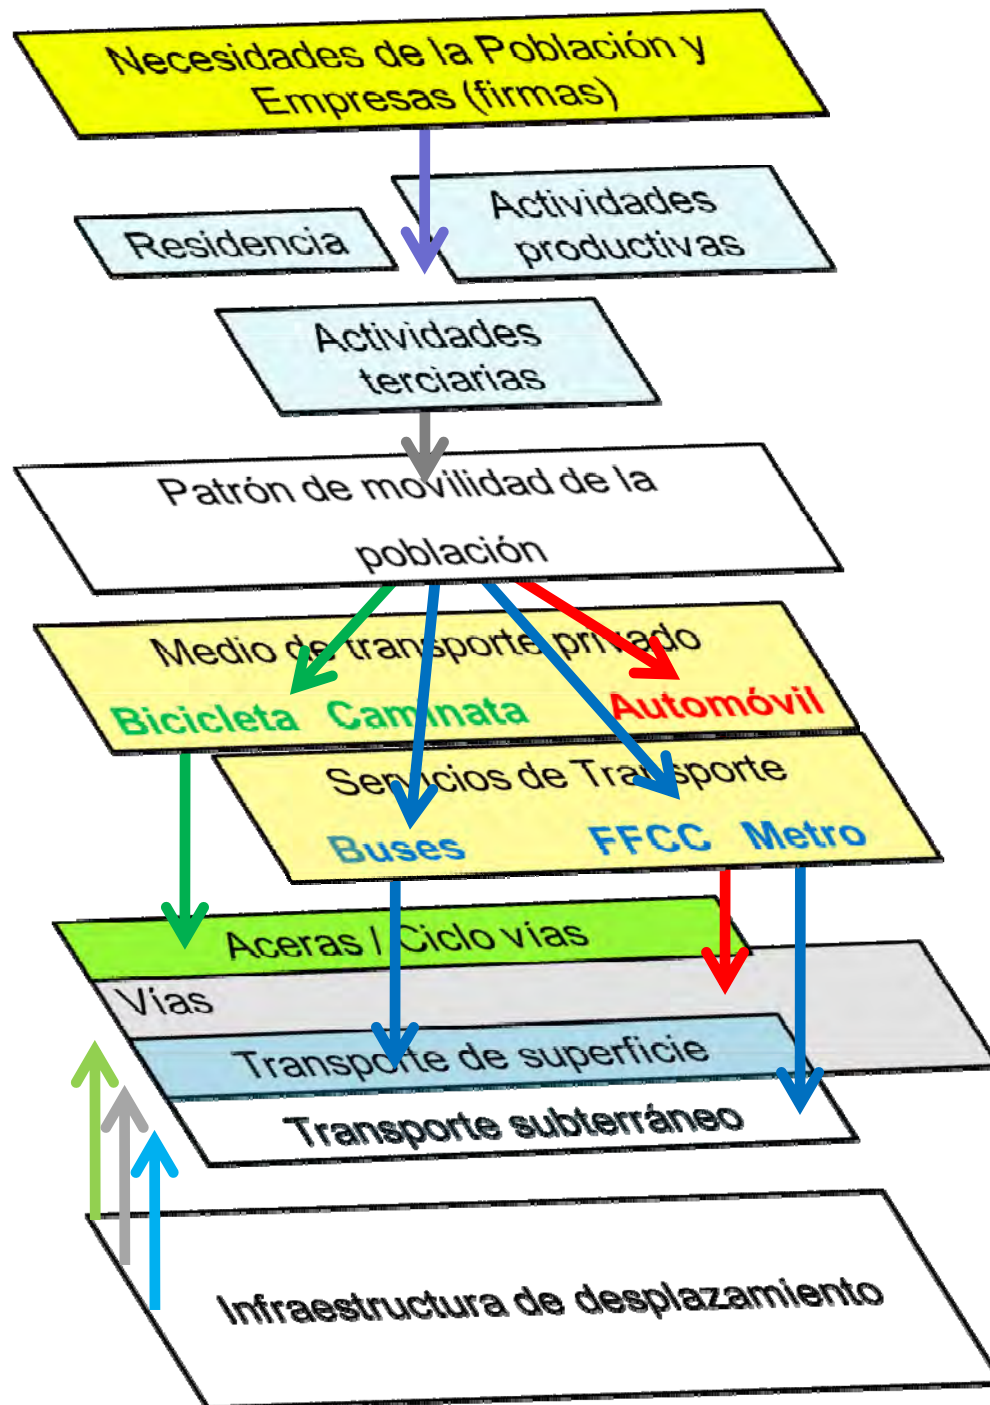 Necesidades de la Población y
Empresas (firmas)
Actividades
productivas
Residencia
Actividades
terciarias
Patrón de movilidad de la
población
Medio de transporte privado
Bicicleta Caminata Automóvil
Servicios de Transporte
Buses FFCC Metro
Aceras / Ciclo vías
Vías
Transporte de superficie
Transporte subterráneo
Infraestructura de desplazamiento